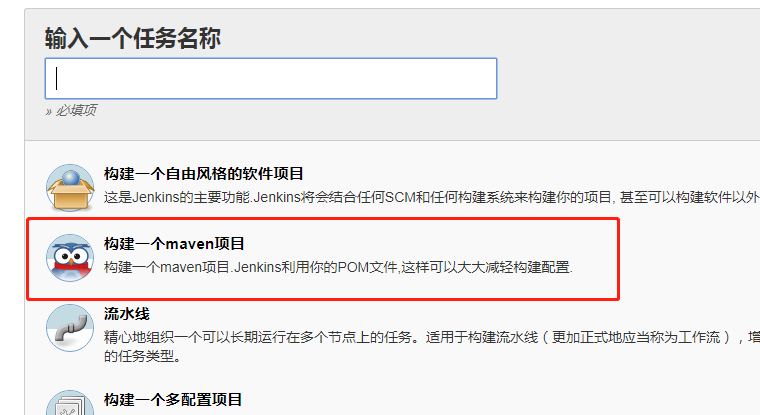 输入一个任务名称
» 必填项
构建一个自由风格的软件项目
这是Jenkins的主要功能.Jenkins将会结合任何SCM和任何构建系统来构建你的项目, 甚至可以构建软件以外
构建一个maven项目
构建一个maven项目.Jenkins利用你的POM文件,这样可以大大减轻构建配置.
流水线
精心地组织一个可以长期运行在多个节点上的任务。适用于构建流水线（更加正式地应当称为工作流），增
的任务类型。
构建一个多配置项目